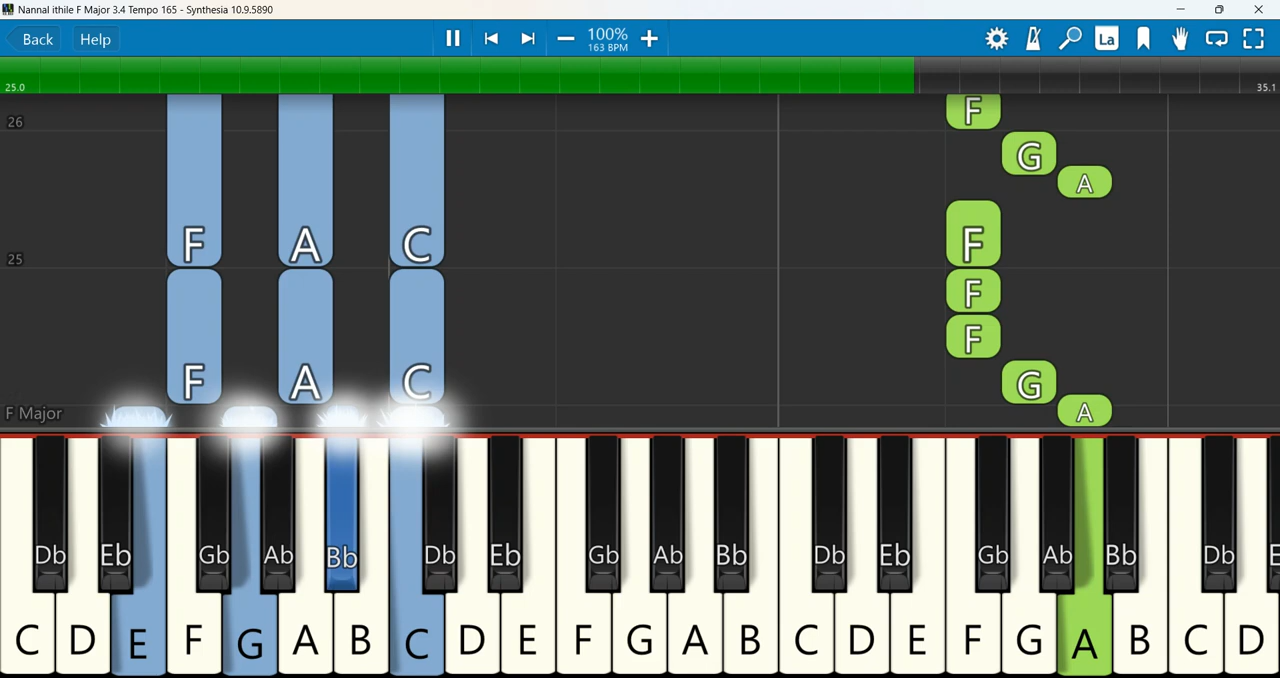 Nannal ithile F Major 3.4 Tempo 165 - Synthesia 10.9.5890
Back Help 100% La
163 BPM
25.0 35.1
F
26
G
A
F A C F
25
F
F
F A C G
F Major A
Db Eb Gb Ab Bb Db Eb Gb Ab Bb Db Eb Gb Ab Bb Db E
C D E F G A B C D E F G A B C D E F G A B C D